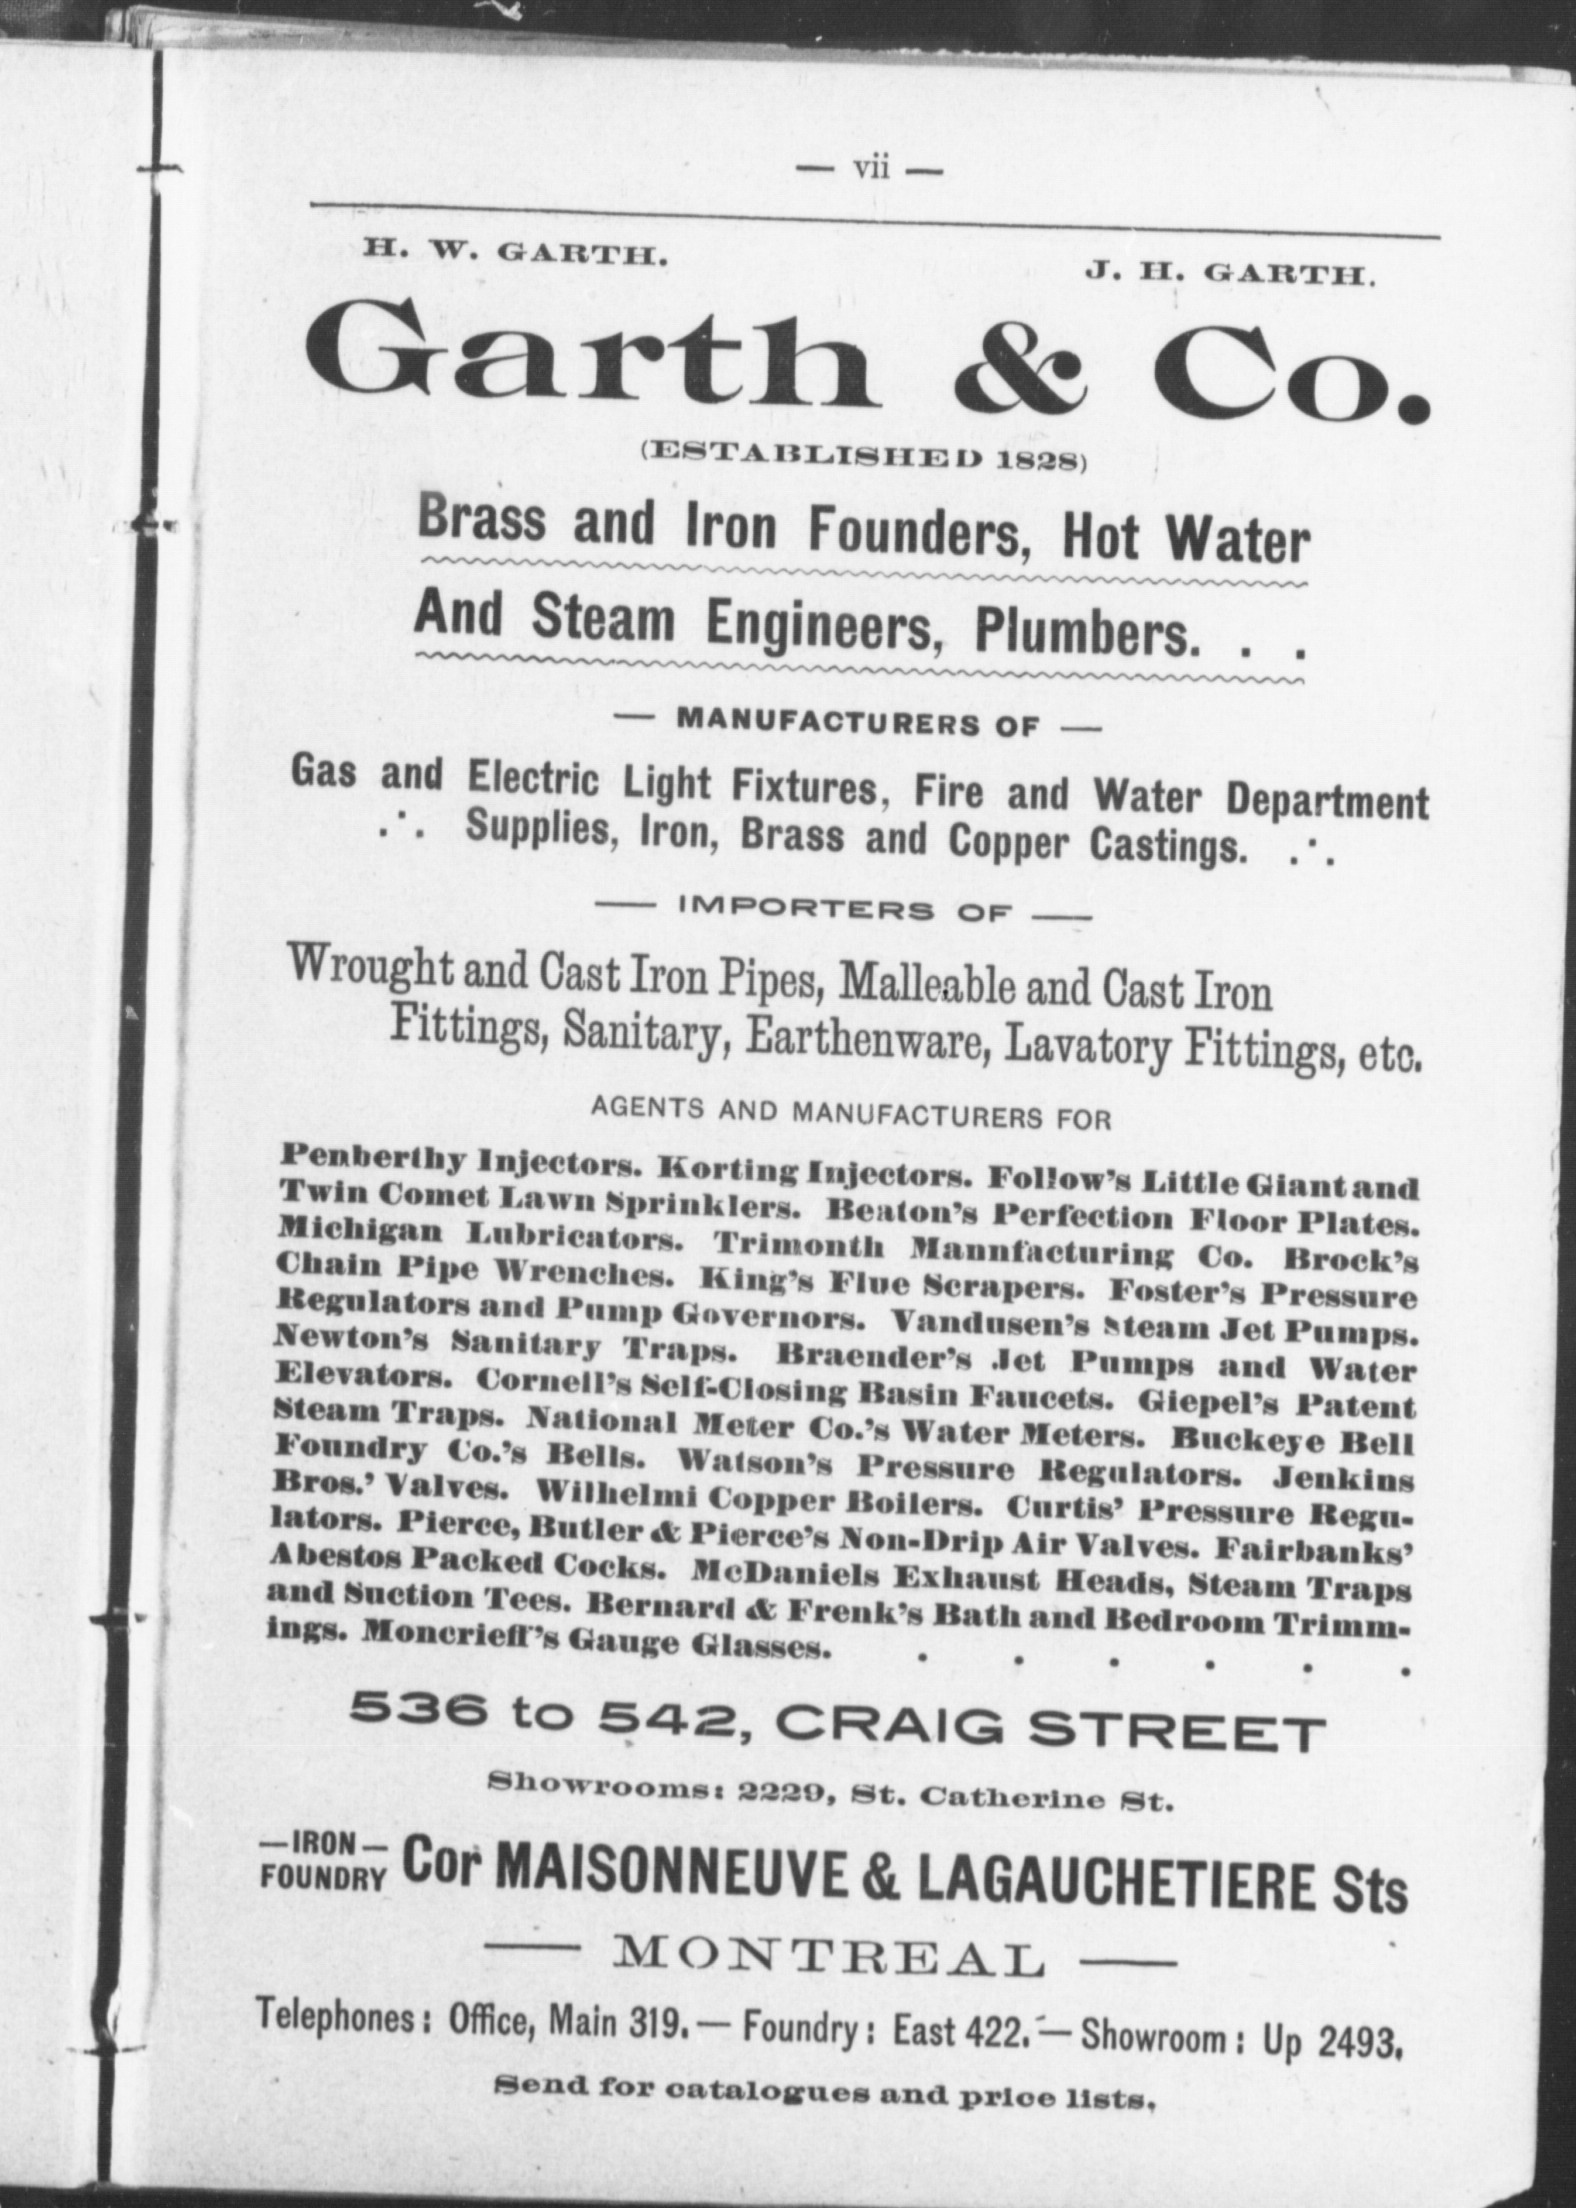 — vii —
H. W. GARTH.
J. H. GARTH.
Garth & Co.
(ESTABLISHED 1828)
Brass and Iron Founders, Hot Water
And Steam Engineers, Plumbers. . .
— MANUFACTURERS OF —
Gas and Electric Light Fixtures, Fire and Water Department
.·. Supplies, Iron, Brass and Copper Castings. .·.
— IMPORTERS OF —
Wrought and Cast Iron Pipes, Malleable and Cast Iron
Fittings, Sanitary, Earthenware, Lavatory Fittings, etc.
AGENTS AND MANUFACTURERS FOR
Penberthy Injectors. Korting Injectors. Follow's Little Giant and
Twin Comet Lawn Sprinklers. Beaton's Perfection Floor Plates.
Michigan Lubricators. Trimonth Mannfacturing Co. Brock's
Chain Pipe Wrenches. King's Flue Scrapers. Foster's Pressure
Regulators and Pump Governors. Vandusen's Steam Jet Pumps.
Newton's Sanitary Traps. Braender's Jet Pumps and Water
Elevators. Cornell's Self-Closing Basin Faucets. Giepel's Patent
Steam Traps. National Meter Co.'s Water Meters. Buckeye Bell
Foundry Co.'s Bells. Watson's Pressure Regulators. Jenkins
Bros.' Valves. Wilhelmi Copper Boilers. Curtis' Pressure Regu-
lators. Pierce, Butler & Pierce's Non-Drip Air Valves. Fairbanks'
Abestos Packed Cocks. McDaniels Exhaust Heads, Steam Traps
and Suction Tees. Bernard & Frenk's Bath and Bedroom Trimm-
ings. Moncrieff's Gauge Glasses. . . . . . .
536 to 542, CRAIG STREET
Showrooms: 2229, St. Catherine St.
—IRON—
FOUNDRY Cor MAISONNEUVE & LAGAUCHETIERE Sts
— MONTREAL —
Telephones: Office, Main 319.— Foundry: East 422.— Showroom: Up 2493.
Send for catalogues and price lists.